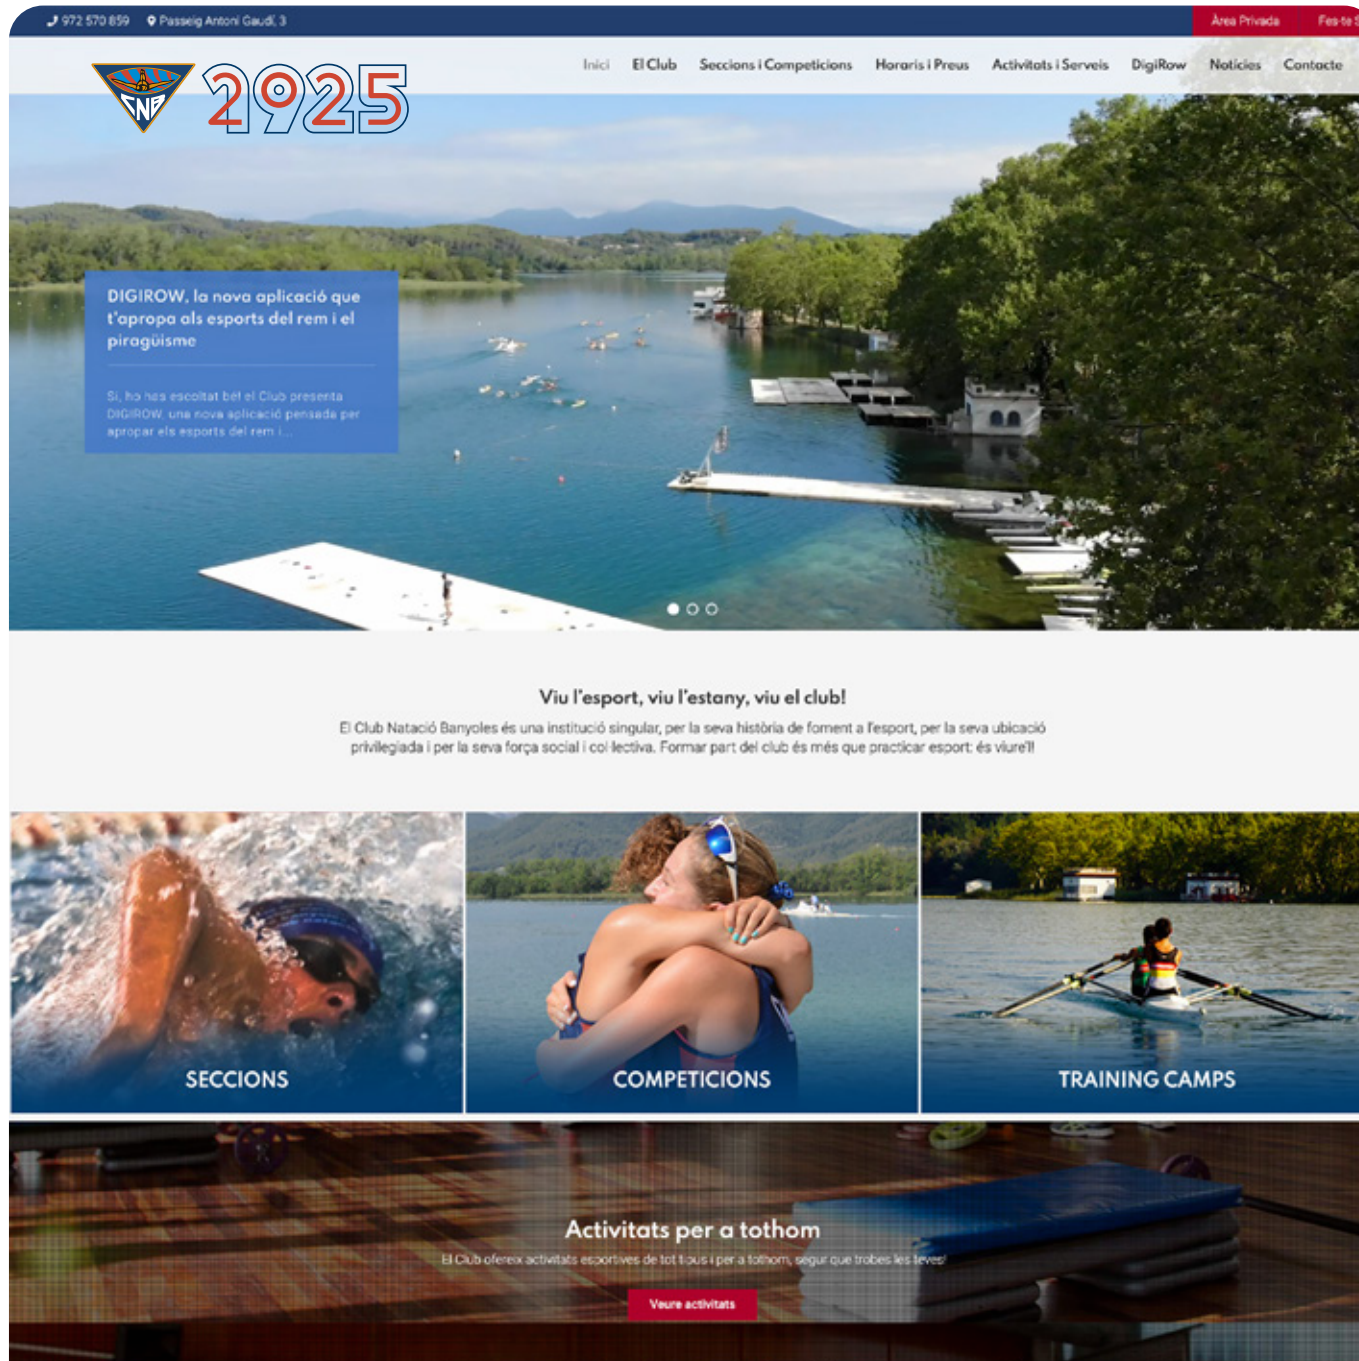 972 570 859 Passeig Antoni Gaudí, 3 Àrea Privada Fes-te S
CNB 2925
Inici El Club Seccions i Competicions Horaris i Preus Activitats i Serveis DigiRow Notícies Contacte
DIGIROW, la nova aplicació que
t'apropa als esports del rem i el
piragüisme
Sí, ho has escoltat bé! el Club presenta
DIGIROW, una nova aplicació pensada per
apropar els esports del rem i...
Viu l'esport, viu l'estany, viu el club!
El Club Natació Banyoles és una institució singular, per la seva història de foment a l'esport, per la seva ubicació
privilegiada i per la seva força social i col·lectiva. Formar part del club és més que practicar esport: és viure'l!
SECCIONS
COMPETICIONS
TRAINING CAMPS
Activitats per a tothom
El Club ofereix activitats esportives de tot tipus i per a tothom, segur que trobes les teves!
Veure activitats